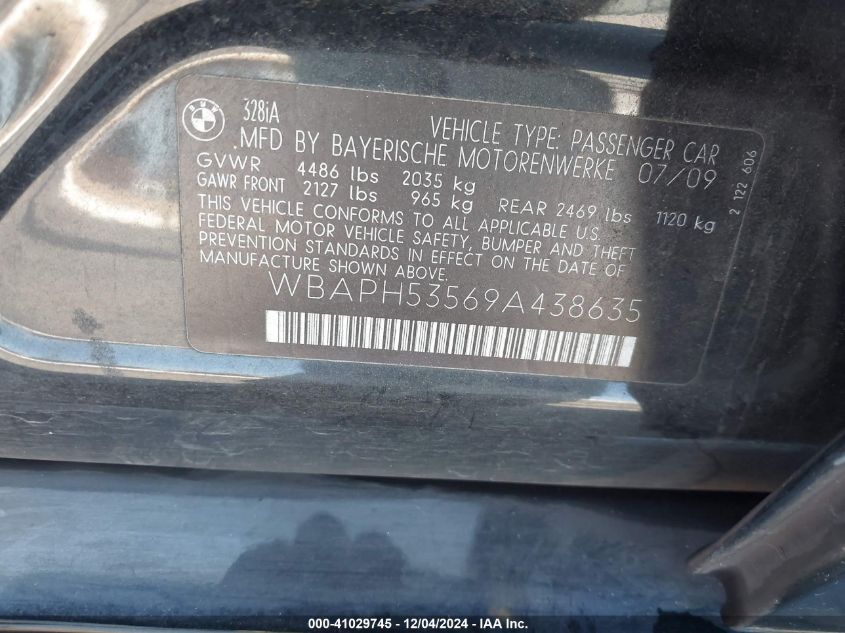 BMW
328iA
VEHICLE TYPE: PASSENGER CAR
.MFD BY BAYERISCHE MOTORENWERKE 07/09
GVWR 4486 lbs 2035 kg
GAWR FRONT 2127 lbs 965 kg REAR 2469 lbs 1120 kg
THIS VEHICLE CONFORMS TO ALL APPLICABLE U.S.
FEDERAL MOTOR VEHICLE SAFETY, BUMPER AND THEFT
PREVENTION STANDARDS IN EFFECT ON THE DATE OF
MANUFACTURE SHOWN ABOVE.
WBAPH53569A438635
2 122 606
000-41029745 - 12/04/2024 - IAA Inc.